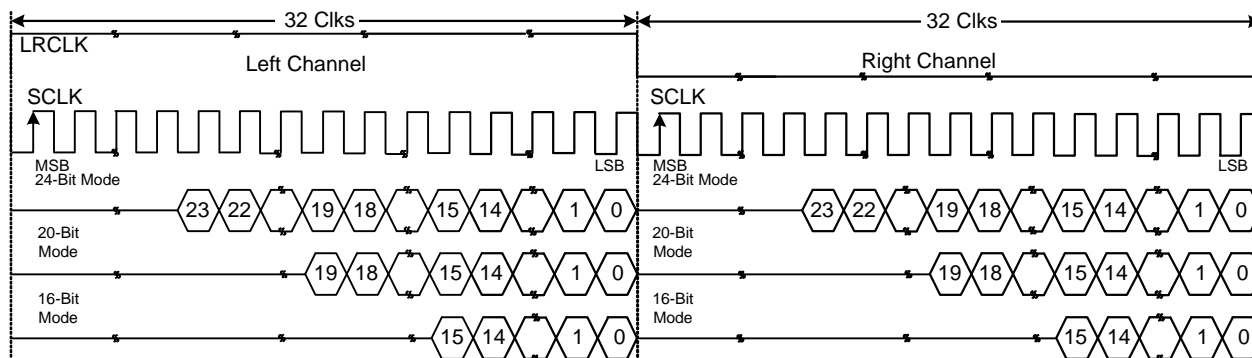 32 Clks 32 Clks
LRCLK
Left Channel Right Channel
SCLK SCLK
MSB LSB MSB LSB
24-Bit Mode 24-Bit Mode
23 22 19 18 15 14 1 0 23 22 19 18 15 14 1 0
20-Bit 20-Bit
Mode Mode
19 18 15 14 1 0 19 18 15 14 1 0
16-Bit 16-Bit
Mode Mode
15 14 1 0 15 14 1 0